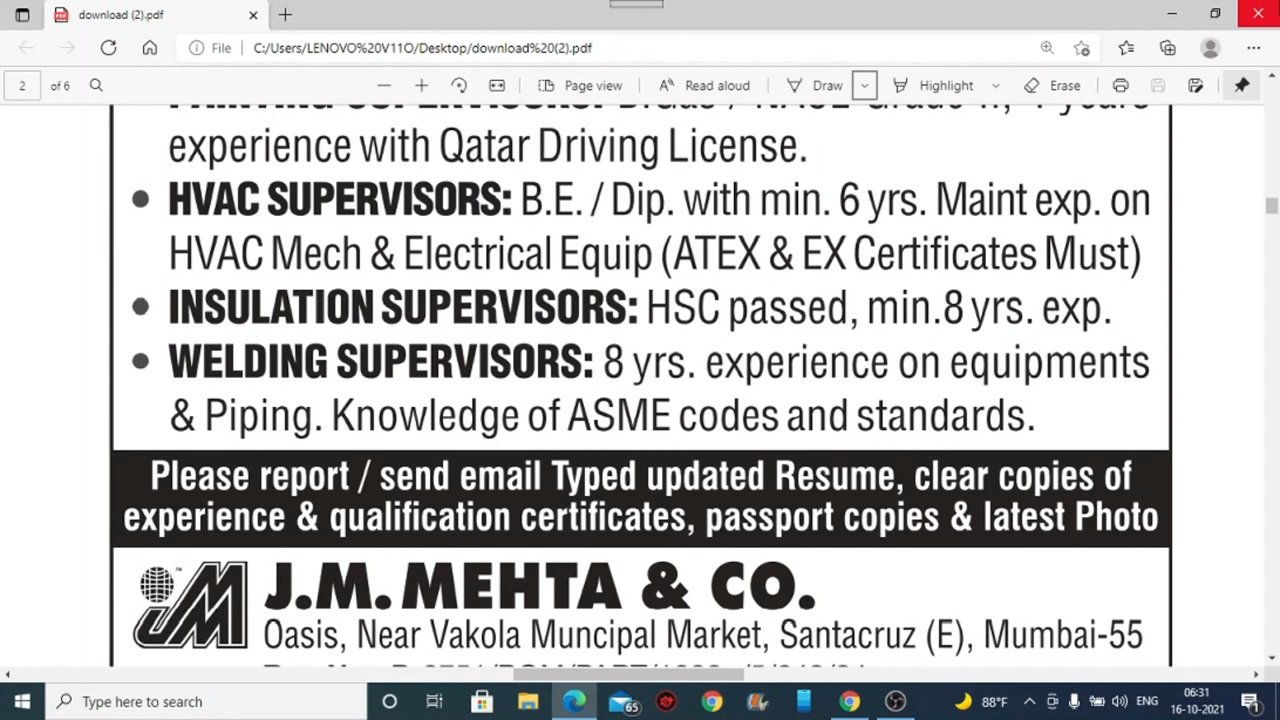 download (2).pdf
File C:/Users/LENOVO%20V11O/Desktop/download%20(2).pdf
2 of 6 Page view Read aloud Draw Highlight Erase
experience with Qatar Driving License.
• HVAC SUPERVISORS: B.E. / Dip. with min. 6 yrs. Maint exp. on
HVAC Mech & Electrical Equip (ATEX & EX Certificates Must)
• INSULATION SUPERVISORS: HSC passed, min.8 yrs. exp.
• WELDING SUPERVISORS: 8 yrs. experience on equipments
& Piping. Knowledge of ASME codes and standards.
Please report / send email Typed updated Resume, clear copies of
experience & qualification certificates, passport copies & latest Photo
JM ™ J.M. MEHTA & CO.
Oasis, Near Vakola Muncipal Market, Santacruz (E), Mumbai-55
Type here to search 65 88°F ENG 06:31
16-10-2021 1